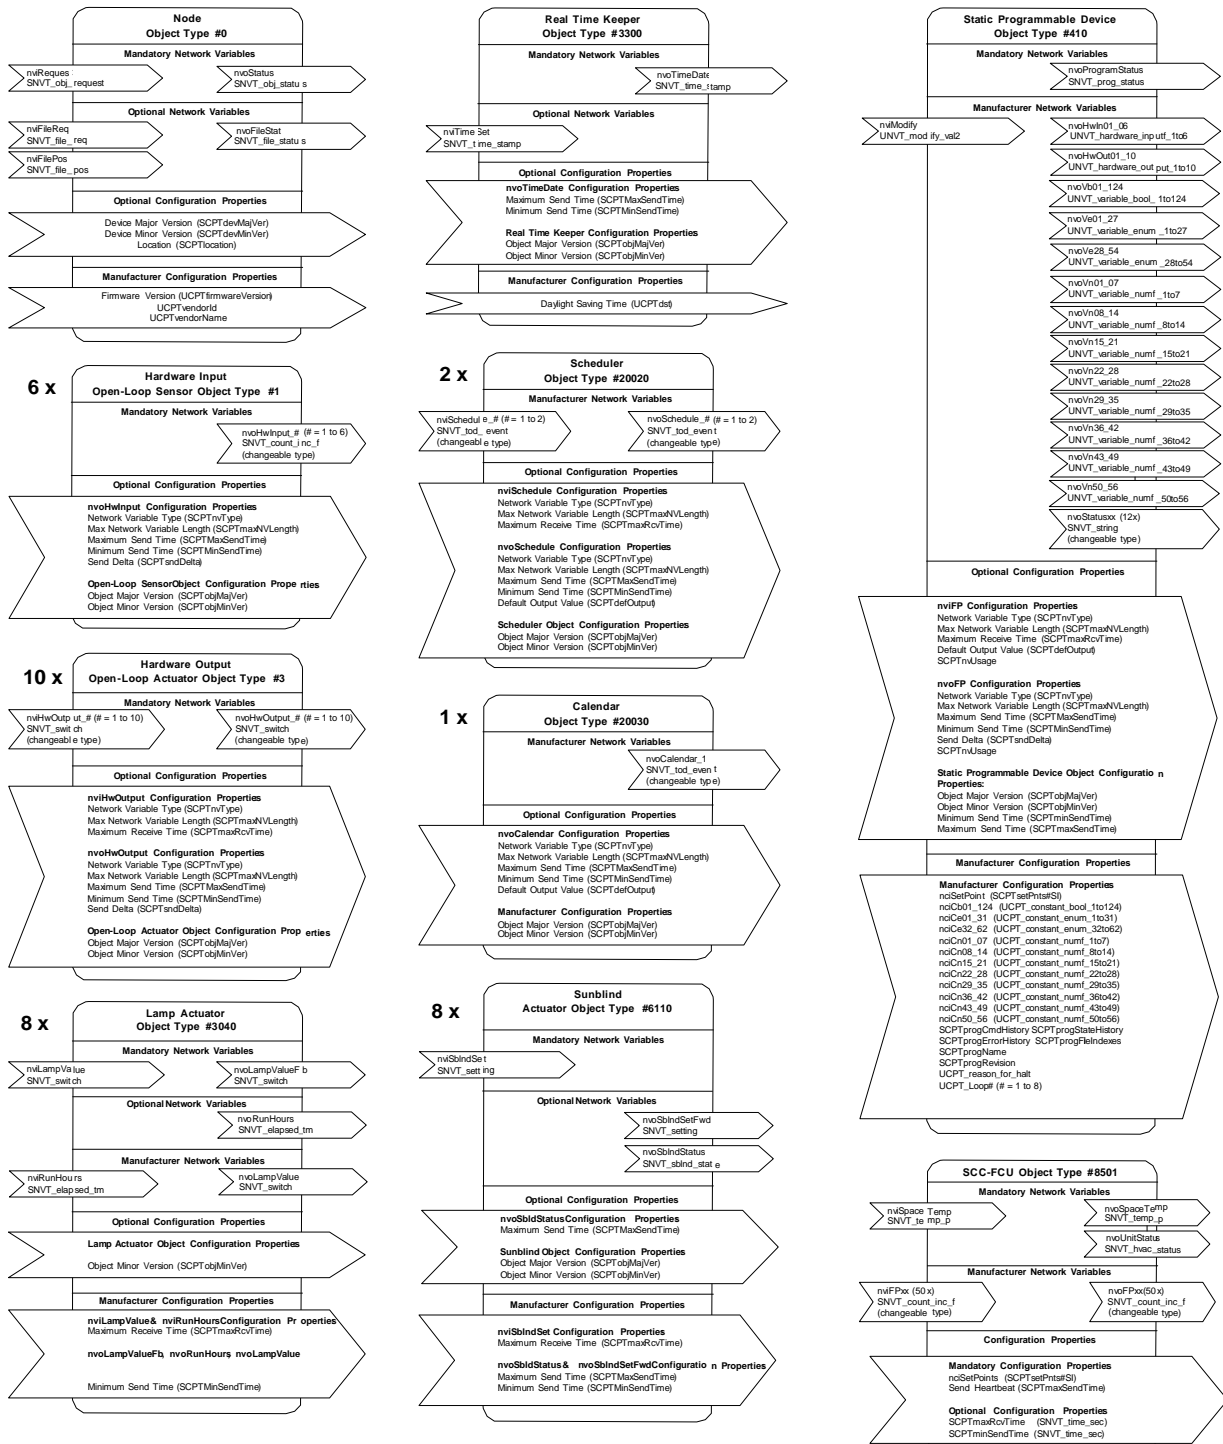 Node
Object Type #0
Mandatory Network Variables
nviReques
SNVT_obj_request
nvoStatus
SNVT_obj_status
Optional Network Variables
nviFileReq
SNVT_file_req
nvoFileStat
SNVT_file_status
nviFilePos
SNVT_file_pos
Optional Configuration Properties
Device Major Version (SCPTdevMajVer)
Device Minor Version (SCPTdevMinVer)
Location (SCPTlocation)
Manufacturer Configuration Properties
Firmware Version (UCPTfirmwareVersion)
UCPTvendorId
UCPTvendorName
6 x
Hardware Input
Open-Loop Sensor Object Type #1
Mandatory Network Variables
nvoHwInput_# (# = 1 to 6)
SNVT_count_inc_f
(changeable type)
Optional Configuration Properties
nvoHwInput Configuration Properties
Network Variable Type (SCPTnvType)
Max Network Variable Length (SCPTmaxNVLength)
Maximum Send Time (SCPTMaxSendTime)
Minimum Send Time (SCPTMinSendTime)
Send Delta (SCPTsndDelta)
Open-Loop SensorObject Configuration Properties
Object Major Version (SCPTobjMajVer)
Object Minor Version (SCPTobjMinVer)
10 x
Hardware Output
Open-Loop Actuator Object Type #3
Mandatory Network Variables
nviHwOutput_# (# = 1 to 10)
SNVT_switch
(changeable type)
nvoHwOutput_# (# = 1 to 10)
SNVT_switch
(changeable type)
Optional Configuration Properties
nviHwOutput Configuration Properties
Network Variable Type (SCPTnvType)
Max Network Variable Length (SCPTmaxNVLength)
Maximum Receive Time (SCPTmaxRcvTime)
nvoHwOutput Configuration Properties
Network Variable Type (SCPTnvType)
Max Network Variable Length (SCPTmaxNVLength)
Maximum Send Time (SCPTMaxSendTime)
Minimum Send Time (SCPTMinSendTime)
Send Delta (SCPTsndDelta)
Open-Loop Actuator Object Configuration Properties
Object Major Version (SCPTobjMajVer)
Object Minor Version (SCPTobjMinVer)
8 x
Lamp Actuator
Object Type #3040
Mandatory Network Variables
nviLampValue
SNVT_switch
nvoLampValueFb
SNVT_switch
Optional Network Variables
nvoRunHours
SNVT_elapsed_tm
Manufacturer Network Variables
nviRunHours
SNVT_elapsed_tm
nvoLampValue
SNVT_switch
Optional Configuration Properties
Lamp Actuator Object Configuration Properties
Object Minor Version (SCPTobjMinVer)
Manufacturer Configuration Properties
nviLampValue & nviRunHours Configuration Properties
Maximum Receive Time (SCPTmaxRcvTime)
nvoLampValueFb, nvoRunHours, nvoLampValue
Minimum Send Time (SCPTMinSendTime)
Real Time Keeper
Object Type #3300
Mandatory Network Variables
nvoTimeDate
SNVT_time_stamp
Optional Network Variables
nviTimeSet
SNVT_time_stamp
Optional Configuration Properties
nvoTimeDate Configuration Properties
Maximum Send Time (SCPTMaxSendTime)
Minimum Send Time (SCPTMinSendTime)
Real Time Keeper Configuration Properties
Object Major Version (SCPTobjMajVer)
Object Minor Version (SCPTobjMinVer)
Manufacturer Configuration Properties
Daylight Saving Time (UCPTdst)
2 x
Scheduler
Object Type #20020
Manufacturer Network Variables
nviSchedule_# (# = 1 to 2)
SNVT_tod_event
(changeable type)
nvoSchedule_# (# = 1 to 2)
SNVT_tod_event
(changeable type)
Optional Configuration Properties
nviSchedule Configuration Properties
Network Variable Type (SCPTnvType)
Max Network Variable Length (SCPTmaxNVLength)
Maximum Receive Time (SCPTmaxRcvTime)
nvoSchedule Configuration Properties
Network Variable Type (SCPTnvType)
Max Network Variable Length (SCPTmaxNVLength)
Maximum Send Time (SCPTMaxSendTime)
Minimum Send Time (SCPTMinSendTime)
Default Output Value (SCPTdefOutput)
Scheduler Object Configuration Properties
Object Major Version (SCPTobjMajVer)
Object Minor Version (SCPTobjMinVer)
1 x
Calendar
Object Type #20030
Manufacturer Network Variables
nvoCalendar_1
SNVT_tod_event
(changeable type)
Optional Configuration Properties
nvoCalendar Configuration Properties
Network Variable Type (SCPTnvType)
Max Network Variable Length (SCPTmaxNVLength)
Maximum Send Time (SCPTMaxSendTime)
Minimum Send Time (SCPTMinSendTime)
Default Output Value (SCPTdefOutput)
Manufacturer Configuration Properties
Object Major Version (SCPTobjMajVer)
Object Minor Version (SCPTobjMinVer)
8 x
Sunblind
Actuator Object Type #6110
Mandatory Network Variables
nviSblndSet
SNVT_setting
Optional Network Variables
nvoSblndSetFwd
SNVT_setting
nvoSblndStatus
SNVT_sblnd_state
Optional Configuration Properties
nvoSbldStatus Configuration Properties
Maximum Send Time (SCPTMaxSendTime)
Sunblind Object Configuration Properties
Object Major Version (SCPTobjMajVer)
Object Minor Version (SCPTobjMinVer)
Manufacturer Configuration Properties
nviSblndSet Configuration Properties
Maximum Receive Time (SCPTmaxRcvTime)
nvoSbldStatus & nvoSblndSetFwdConfiguration Properties
Maximum Send Time (SCPTMaxSendTime)
Minimum Send Time (SCPTMinSendTime)
Static Programmable Device
Object Type #410
Mandatory Network Variables
nvoProgramStatus
SNVT_prog_status
Manufacturer Network Variables
nviModify
UNVT_modify_val2
nvoHwIn01_06
UNVT_hardware_inputf_1to6
nvoHwOut01_10
UNVT_hardware_output_1to10
nvoVb01_124
UNVT_variable_bool_1to124
nvoVe01_27
UNVT_variable_enum_1to27
nvoVe28_54
UNVT_variable_enum_28to54
nvoVn01_07
UNVT_variable_numf_1to7
nvoVn08_14
UNVT_variable_numf_8to14
nvoVn15_21
UNVT_variable_numf_15to21
nvoVn22_28
UNVT_variable_numf_22to28
nvoVn29_35
UNVT_variable_numf_29to35
nvoVn36_42
UNVT_variable_numf_36to42
nvoVn43_49
UNVT_variable_numf_43to49
nvoVn50_56
UNVT_variable_numf_50to56
nvoStatusxx (12x)
SNVT_string
(changeable type)
Optional Configuration Properties
nviFP Configuration Properties
Network Variable Type (SCPTnvType)
Max Network Variable Length (SCPTmaxNVLength)
Maximum Receive Time (SCPTmaxRcvTime)
Default Output Value (SCPTdefOutput)
SCPTnvUsage
nvoFP Configuration Properties
Network Variable Type (SCPTnvType)
Max Network Variable Length (SCPTmaxNVLength)
Maximum Send Time (SCPTMaxSendTime)
Minimum Send Time (SCPTMinSendTime)
Send Delta (SCPTsndDelta)
SCPTnvUsage
Static Programmable Device Object Configuration
Properties:
Object Major Version (SCPTobjMajVer)
Object Minor Version (SCPTobjMinVer)
Minimum Send Time (SCPTminSendTime)
Maximum Send Time (SCPTmaxSendTime)
Manufacturer Configuration Properties
Manufacturer Configuration Properties
nciSetPoint (SCPTsetPnts#SI)
nciCb01_124 (UCPT_constant_bool_1to124)
nciCe01_31 (UCPT_constant_enum_1to31)
nciCe32_62 (UCPT_constant_enum_32to62)
nciCn01_07 (UCPT_constant_numf_1to7)
nciCn08_14 (UCPT_constant_numf_8to14)
nciCn15_21 (UCPT_constant_numf_15to21)
nciCn22_28 (UCPT_constant_numf_22to28)
nciCn29_35 (UCPT_constant_numf_29to35)
nciCn36_42 (UCPT_constant_numf_36to42)
nciCn43_49 (UCPT_constant_numf_43to49)
nciCn50_56 (UCPT_constant_numf_50to56)
SCPTprogCmdHistory SCPTprogStateHistory
SCPTprogErrorHistory SCPTprogFileIndexes
SCPTprogName
SCPTprogRevision
UCPT_reason_for_halt
UCPT_Loop# (# = 1 to 8)
SCC-FCU Object Type #8501
Mandatory Network Variables
nviSpaceTemp
SNVT_temp_p
nvoSpaceTemp
SNVT_temp_p
nvoUnitStatus
SNVT_hvac_status
Manufacturer Network Variables
nviFPxx (50x)
SNVT_count_inc_f
(changeable type)
nvoFPxx(50x)
SNVT_count_inc_f
(changeable type)
Configuration Properties
Mandatory Configuration Properties
nciSetPoints (SCPTsetPnts#SI)
Send Heartbeat (SCPTmaxSendTime)
Optional Configuration Properties
SCPTmaxRcvTime (SNVT_time_sec)
SCPTminSendTime (SNVT_time_sec)